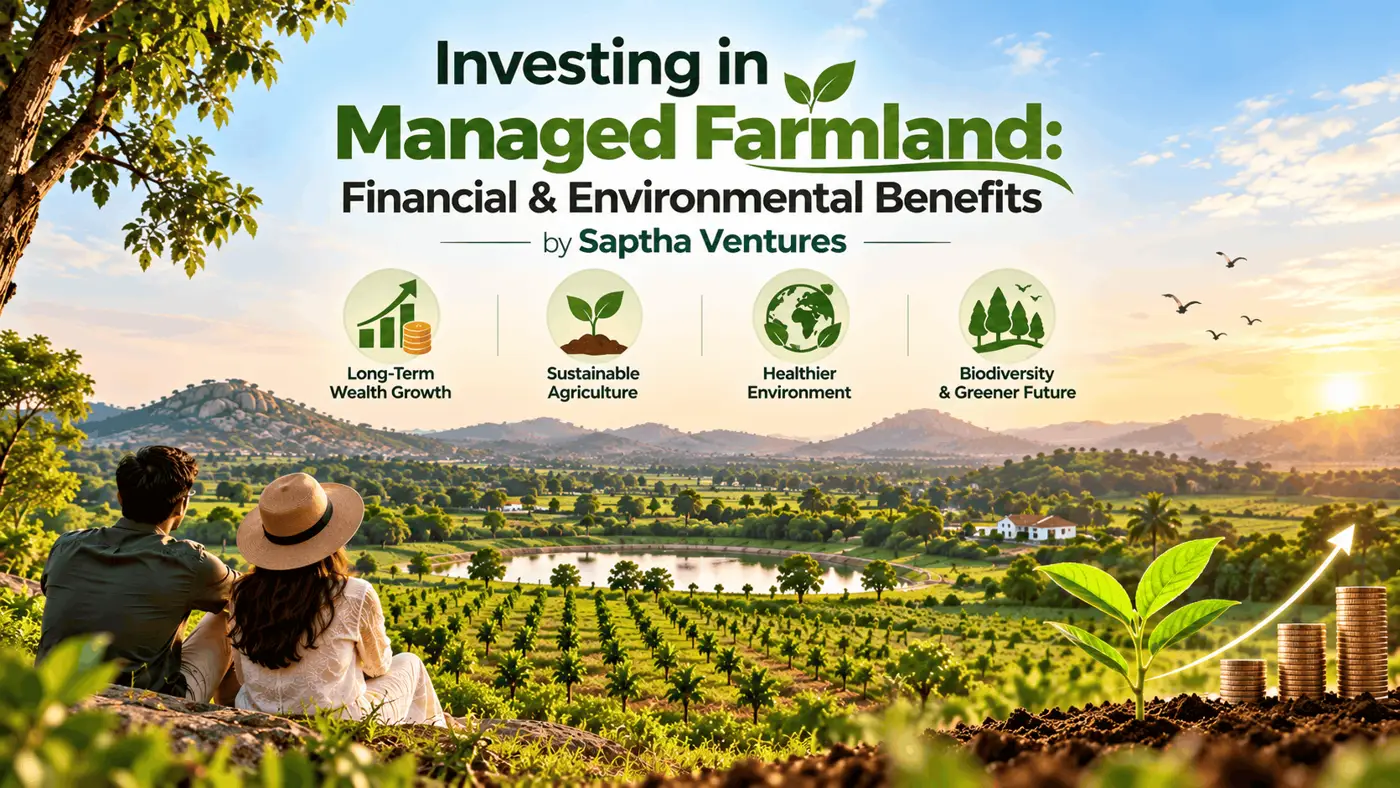 Investing in
Managed Farmland:
Financial & Environmental Benefits
by Saptha Ventures
Long-Term
Wealth Growth
Sustainable
Agriculture
Healthier
Environment
Biodiversity
& Greener Future